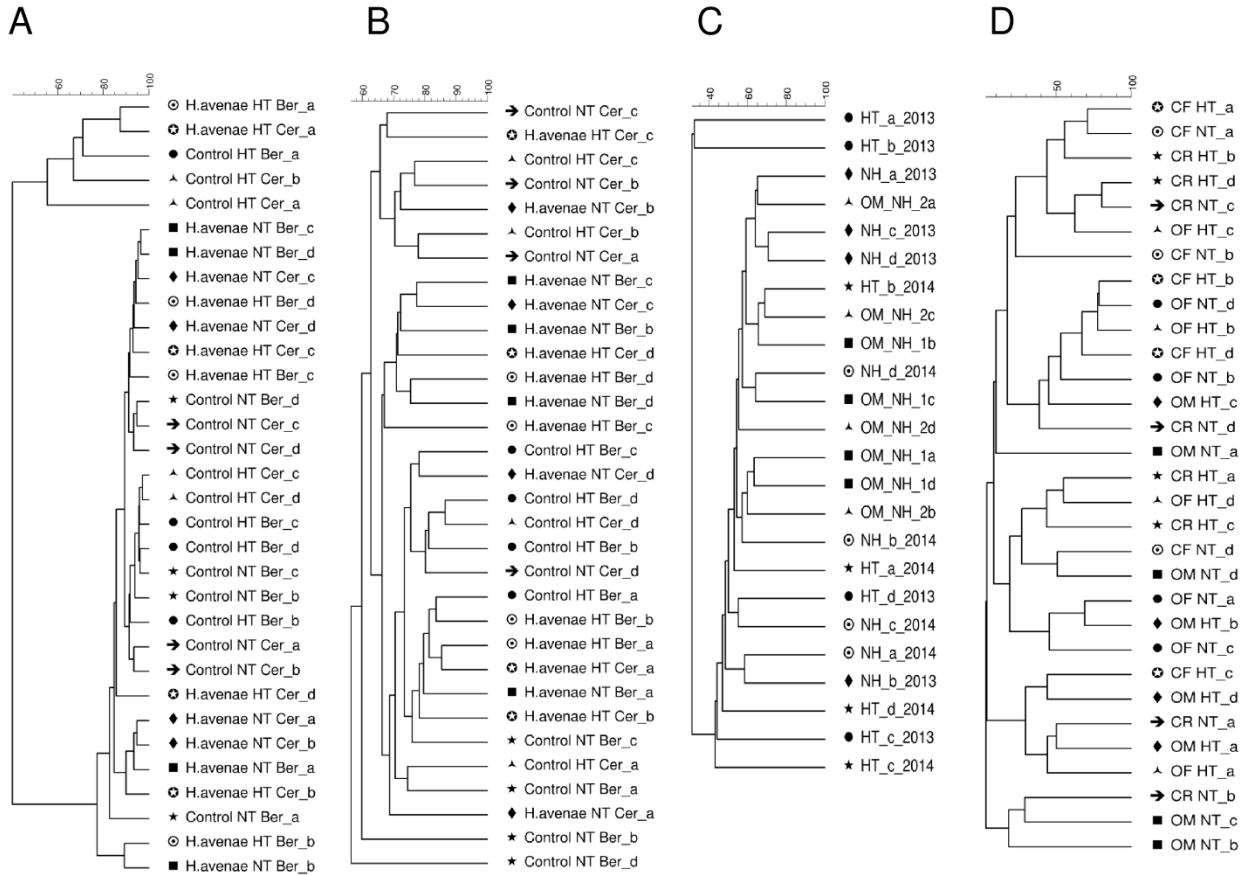 A
60
80
100
H.avenae HT Ber_a
H.avenae HT Cer_a
Control HT Ber_a
Control HT Cer_b
Control HT Cer_a
H.avenae NT Ber_c
H.avenae NT Ber_d
H.avenae NT Cer_c
H.avenae HT Ber_d
H.avenae NT Cer_d
H.avenae HT Cer_c
H.avenae HT Ber_c
Control NT Ber_d
Control NT Cer_c
Control NT Cer_d
Control HT Cer_c
Control HT Cer_d
Control HT Ber_c
Control HT Ber_d
Control NT Ber_c
Control NT Ber_b
Control HT Ber_b
Control NT Cer_a
Control NT Cer_b
H.avenae HT Cer_d
H.avenae NT Cer_a
H.avenae NT Cer_b
H.avenae NT Ber_a
H.avenae HT Cer_b
Control NT Ber_a
H.avenae HT Ber_b
H.avenae NT Ber_b
B
60
70
80
90
100
Control NT Cer_c
H.avenae HT Cer_c
Control HT Cer_c
Control NT Cer_b
H.avenae NT Cer_b
Control HT Cer_b
Control NT Cer_a
H.avenae NT Ber_c
H.avenae NT Cer_c
H.avenae NT Ber_b
H.avenae HT Cer_d
H.avenae HT Ber_d
H.avenae NT Ber_d
H.avenae HT Ber_c
Control HT Ber_c
H.avenae NT Cer_d
Control HT Ber_d
Control HT Cer_d
Control HT Ber_b
Control NT Cer_d
Control HT Ber_a
H.avenae HT Ber_b
H.avenae HT Ber_a
H.avenae HT Cer_a
H.avenae NT Ber_a
H.avenae HT Cer_b
Control NT Ber_c
Control HT Cer_a
Control NT Ber_a
H.avenae NT Cer_a
Control NT Ber_b
Control NT Ber_d
C
40
60
80
100
HT_a_2013
HT_b_2013
NH_a_2013
OM_NH_2a
NH_c_2013
NH_d_2013
HT_b_2014
OM_NH_2c
OM_NH_1b
NH_d_2014
OM_NH_1c
OM_NH_2d
OM_NH_1a
OM_NH_1d
OM_NH_2b
NH_b_2014
HT_a_2014
HT_d_2013
NH_c_2014
NH_a_2014
NH_b_2013
HT_d_2014
HT_c_2013
HT_c_2014
D
50
100
CF HT_a
CF NT_a
CR HT_b
CR HT_d
CR NT_c
OF HT_c
CF NT_b
CF HT_b
OF NT_d
OF HT_b
CF HT_d
OF NT_b
OM HT_c
CR NT_d
OM NT_a
CR HT_a
OF HT_d
CR HT_c
CF NT_d
OM NT_d
OF NT_a
OM HT_b
OF NT_c
CF HT_c
OM HT_d
CR NT_a
OM HT_a
OF HT_a
CR NT_b
OM NT_c
OM NT_b